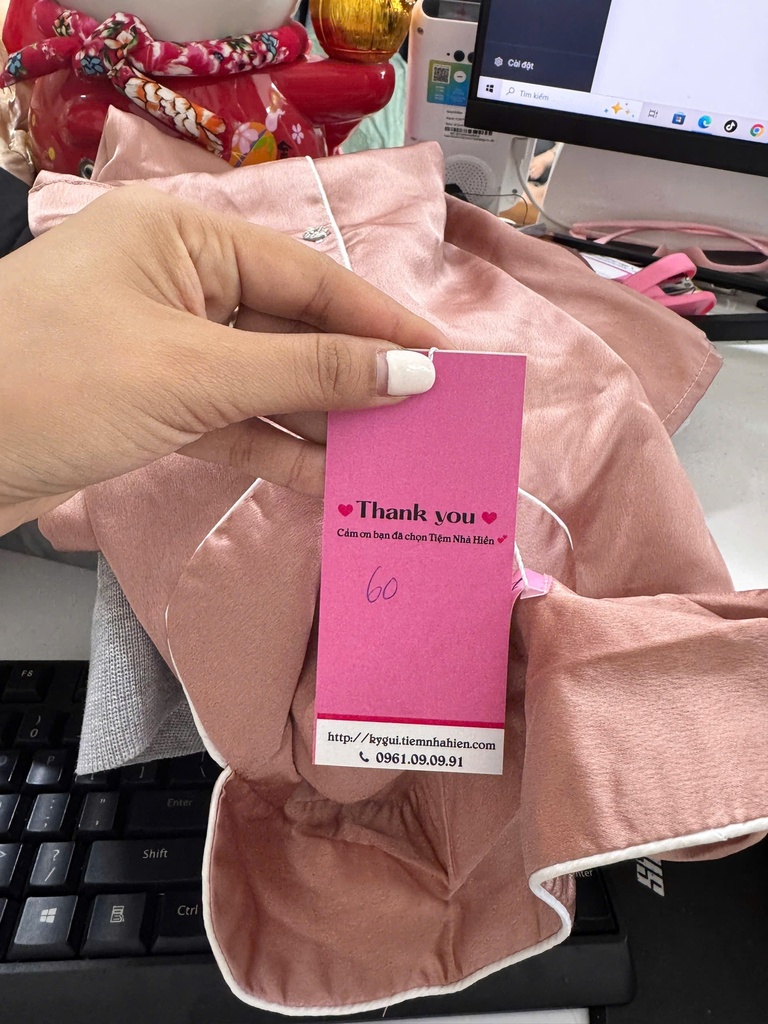 Cài đặt
Tìm kiếm
Thank you
Cảm ơn bạn đã chọn Tiệm Nhà Hiền
60
http://kygui.tiemnhahien.com
0961.09.09.91
F8
Enter
Shift
Ctrl